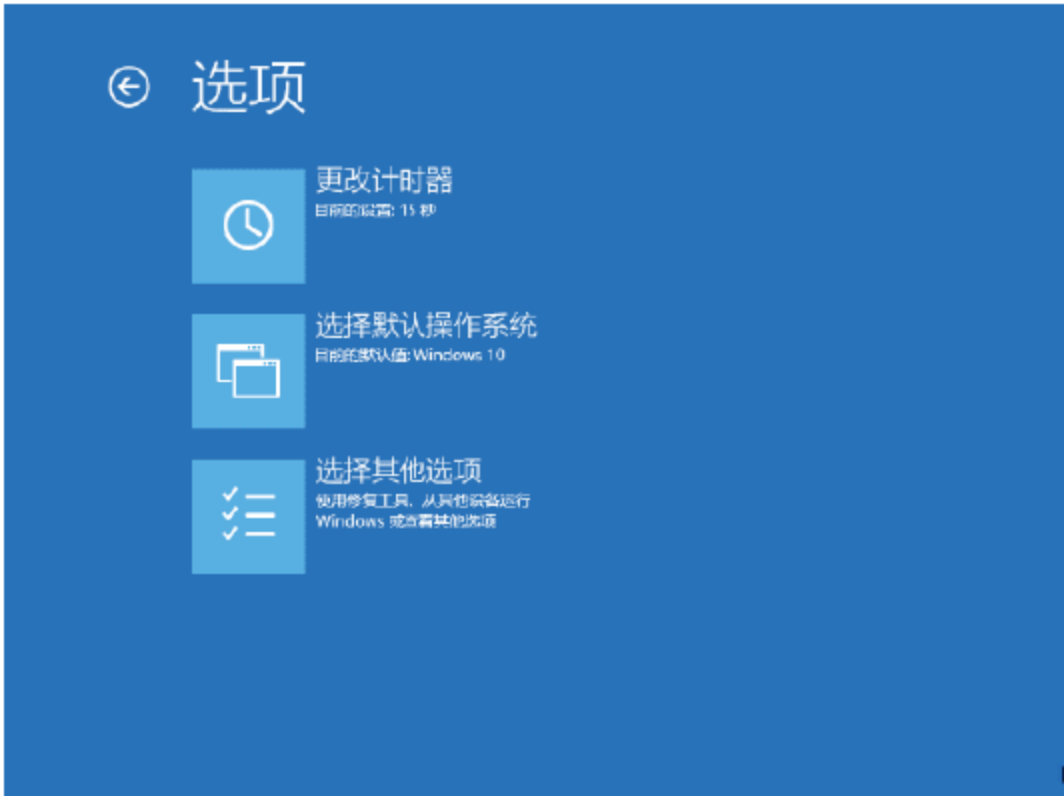 选项
更改计时器
目前的设置: 15 秒
选择默认操作系统
目前的默认值: Windows 10
选择其他选项
使用修复工具、从其他设备运行
Windows 或查看其他选项